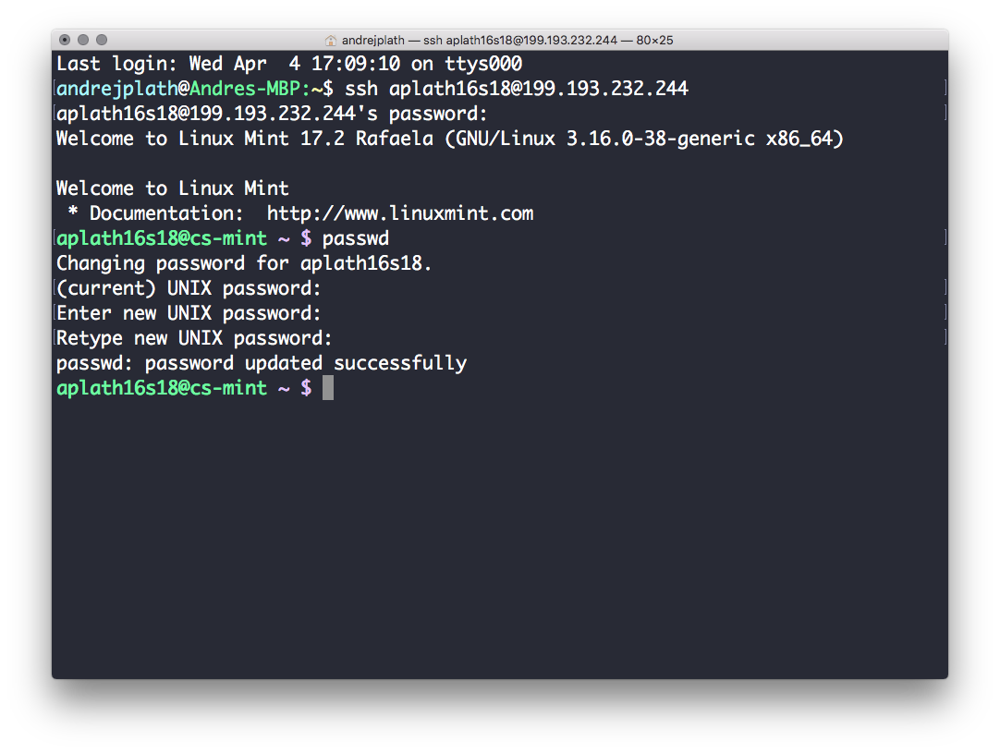 andrejplath — ssh aplath16s18@199.193.232.244 — 80×25
Last login: Wed Apr  4 17:09:10 on ttys000
andrejplath@Andres-MBP:~$ ssh aplath16s18@199.193.232.244
aplath16s18@199.193.232.244's password:
Welcome to Linux Mint 17.2 Rafaela (GNU/Linux 3.16.0-38-generic x86_64)

Welcome to Linux Mint
 * Documentation:  http://www.linuxmint.com
aplath16s18@cs-mint ~ $ passwd
Changing password for aplath16s18.
(current) UNIX password:
Enter new UNIX password:
Retype new UNIX password:
passwd: password updated successfully
aplath16s18@cs-mint ~ $